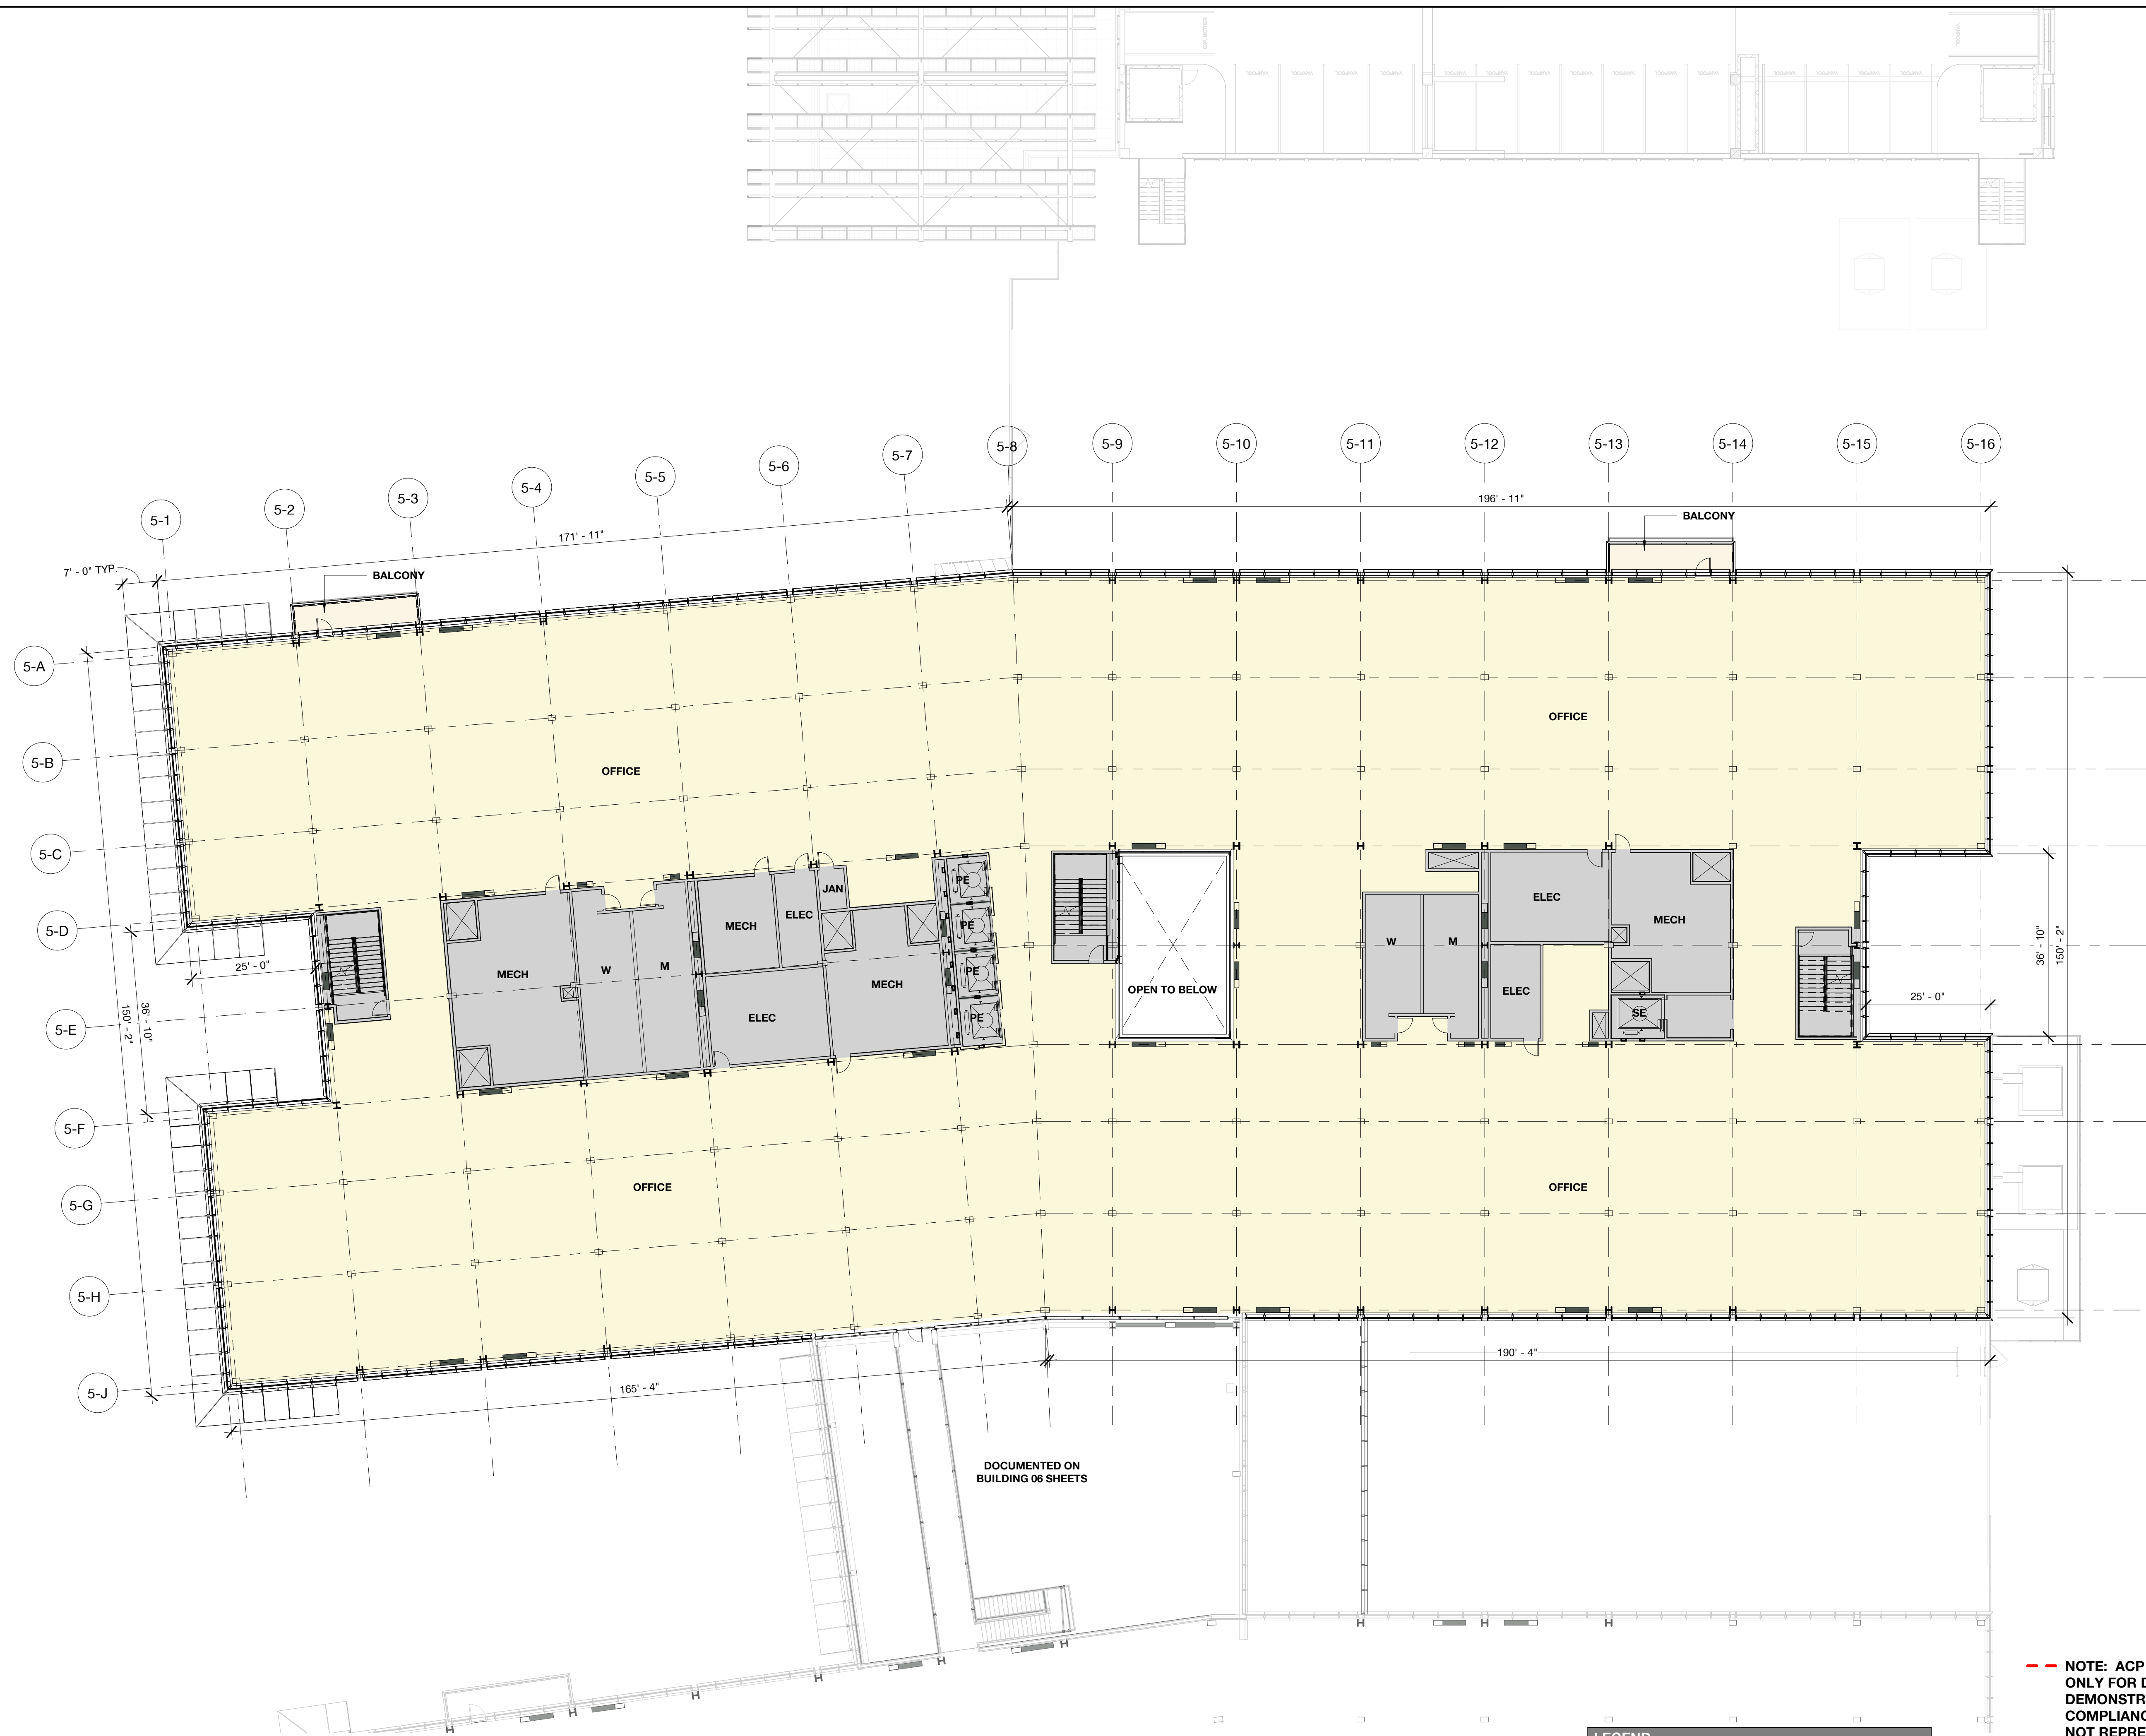 5-1
5-2
5-3
5-4
5-5
5-6
5-7
5-8
5-9
5-10
5-11
5-12
5-13
5-14
5-15
5-16
196' - 11"
171' - 11"
7' - 0" TYP.
BALCONY
BALCONY
5-A
5-B
5-C
5-D
5-E
5-F
5-G
5-H
5-J
OFFICE
OFFICE
JAN
PE
PE
PE
PE
MECH
ELEC
MECH
W
M
MECH
ELEC
ELEC
MECH
W
M
ELEC
SE
OPEN TO BELOW
25' - 0"
36' - 10"
150' - 2"
25' - 0"
36' - 10"
150' - 2"
OFFICE
OFFICE
165' - 4"
190' - 4"
DOCUMENTED ON
BUILDING 06 SHEETS
NOTE: ACP
ONLY FOR D
DEMONSTR
COMPLIANC
NOT REPRE
LEGEND